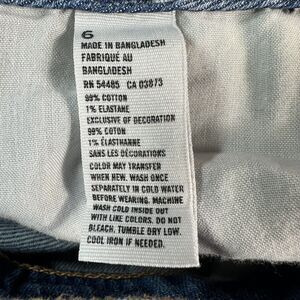 6
MADE IN BANGLADESH
FABRIQUÉ AU
BANGLADESH
RN 54485 CA 03873
99% COTTON
1% ELASTANE
EXCLUSIVE OF DECORATION
99% COTON
1% ÉLASTHANNE
SANS LES DÉCORATIONS
COLOR MAY TRANSFER
WHEN NEW. WASH ONCE
SEPARATELY IN COLD WATER
BEFORE WEARING. MACHINE
WASH COLD INSIDE OUT
WITH LIKE COLORS. DO NOT
BLEACH. TUMBLE DRY LOW.
COOL IRON IF NEEDED.